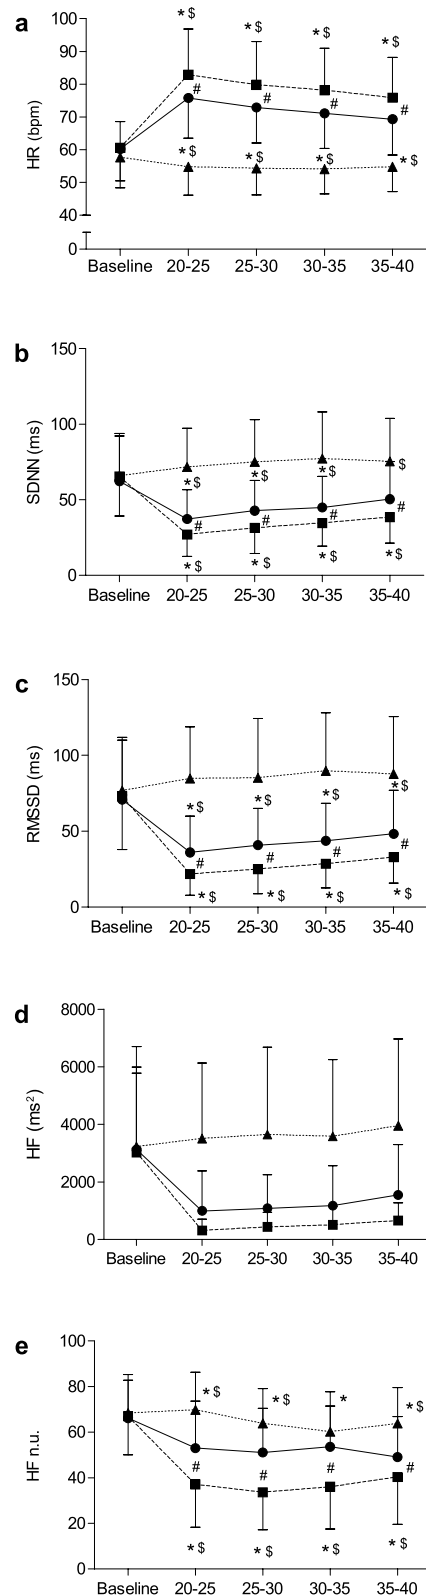 a
100
90
80
70
60
50
40
0
HR (bpm)
*$ *$ *$ *$
# # # #
*$ *$ *$ *$
Baseline 20-25 25-30 30-35 35-40
b
150
100
50
0
SDNN (ms)
*$ *$ *$ $
# # # #
*$ *$ *$ *$
Baseline 20-25 25-30 30-35 35-40
c
150
100
50
0
RMSSD (ms)
*$ *$ *$ *$
# # # #
*$ *$ *$ *$
Baseline 20-25 25-30 30-35 35-40
d
8000
6000
4000
2000
0
HF (ms²)
Baseline 20-25 25-30 30-35 35-40
e
100
80
60
40
20
0
HF n.u.
*$ *$ * *$
# # # #
*$ *$ *$ *$
Baseline 20-25 25-30 30-35 35-40